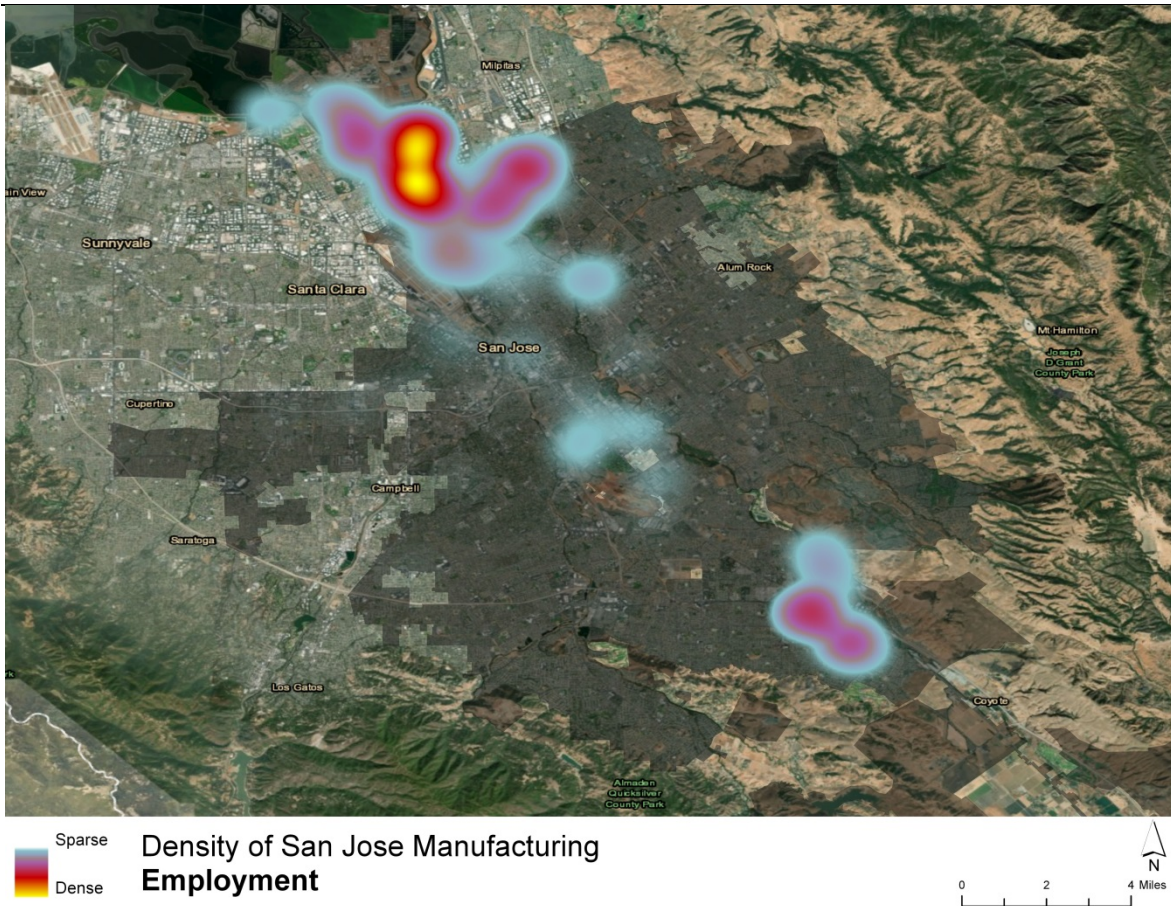 Milpitas
ain View
Sunnyvale
Alum Rock
Santa Clara
Mt Hamilton
San Jose
Joseph
D Grant
County Park
Cupertino
Campbell
Saratoga
rk
Los Gatos
Coyote
Almaden
Quicksilver
County Park
Sparse
Dense
Density of San Jose Manufacturing
Employment
N
0 2 4 Miles